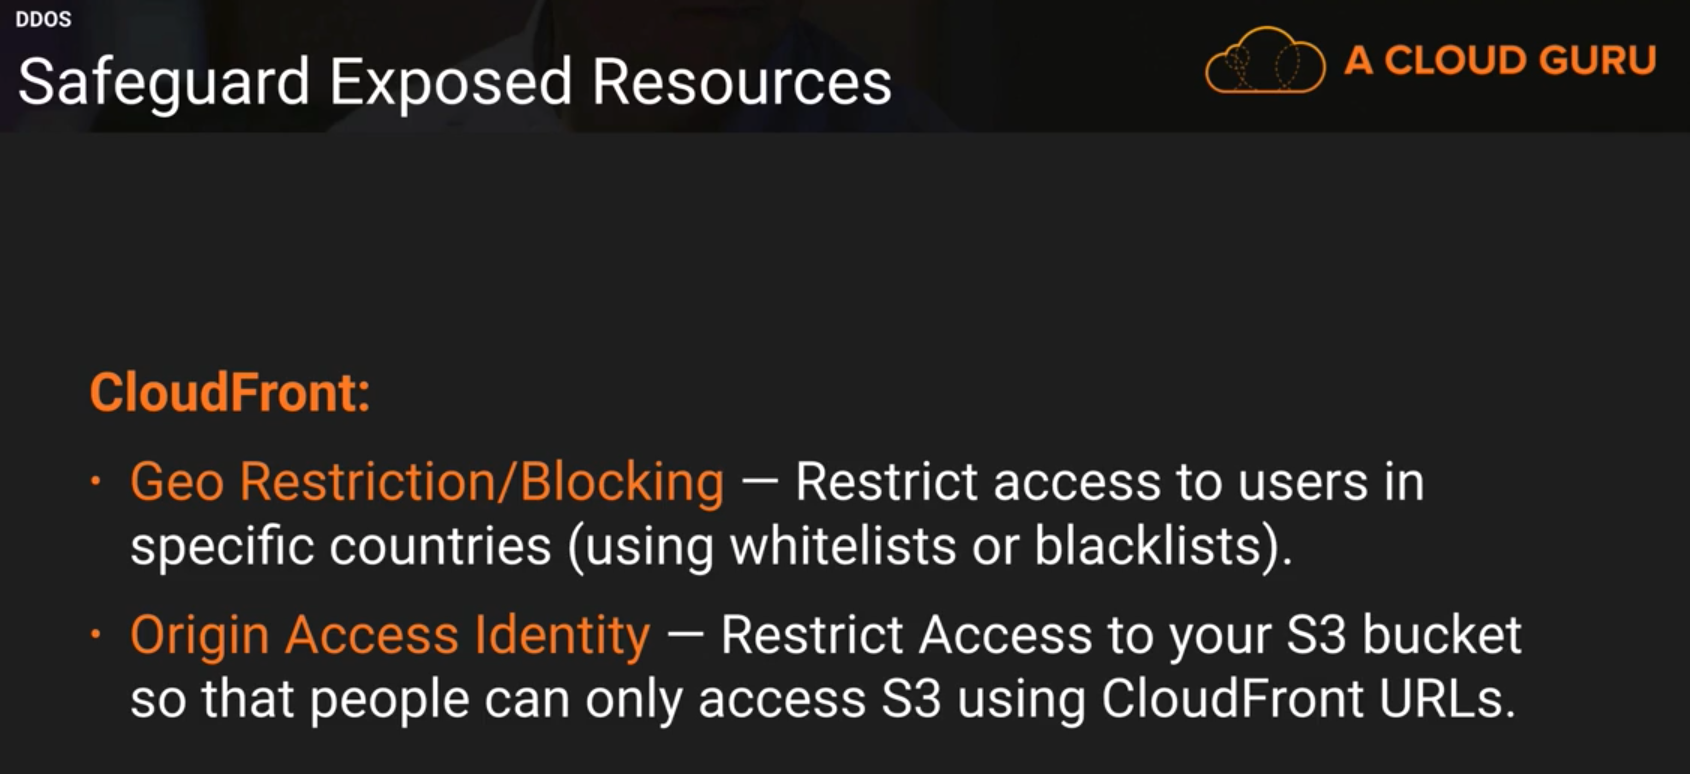 DDOS
Safeguard Exposed Resources
A CLOUD GURU
CloudFront:
• Geo Restriction/Blocking — Restrict access to users in
specific countries (using whitelists or blacklists).
• Origin Access Identity — Restrict Access to your S3 bucket
so that people can only access S3 using CloudFront URLs.